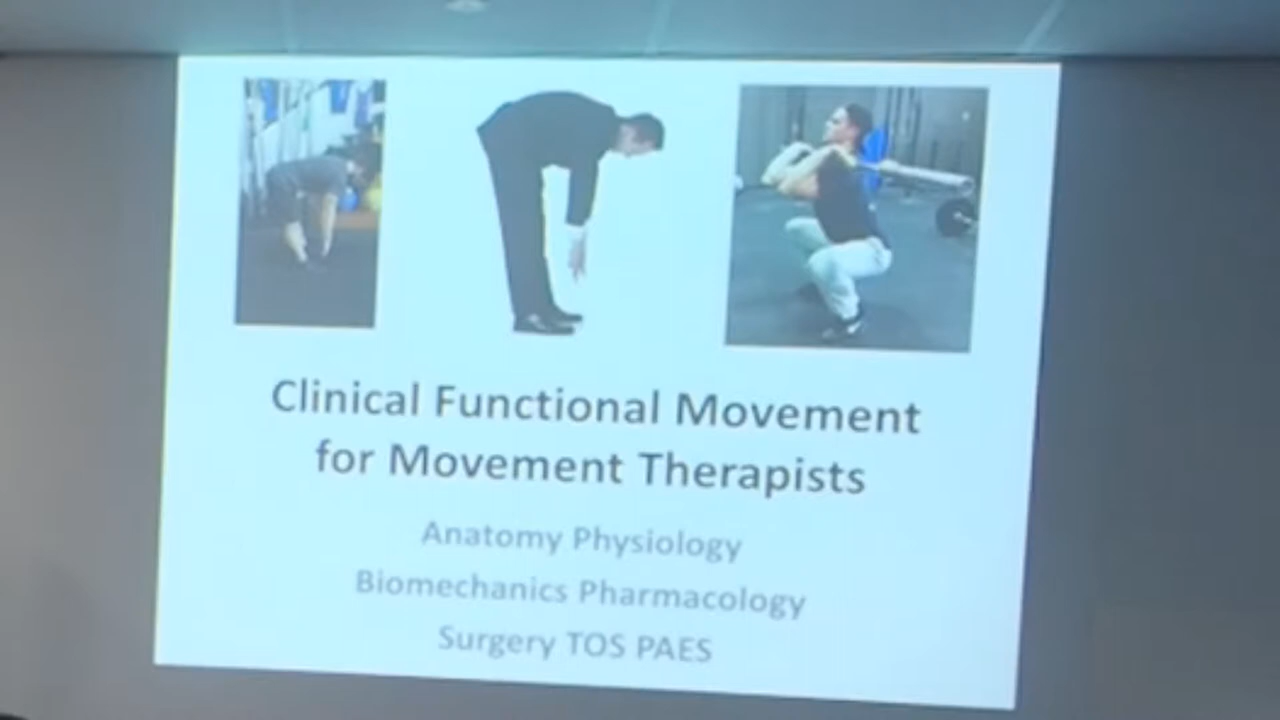 Clinical Functional Movement
for Movement Therapists
Anatomy Physiology
Biomechanics Pharmacology
Surgery TOS PAES